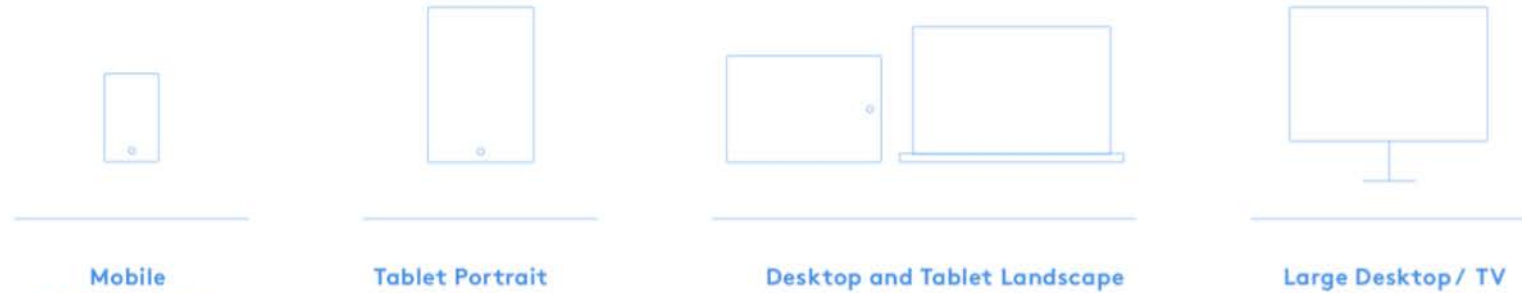 Mobile
Tablet Portrait
Desktop and Tablet Landscape
Large Desktop / TV